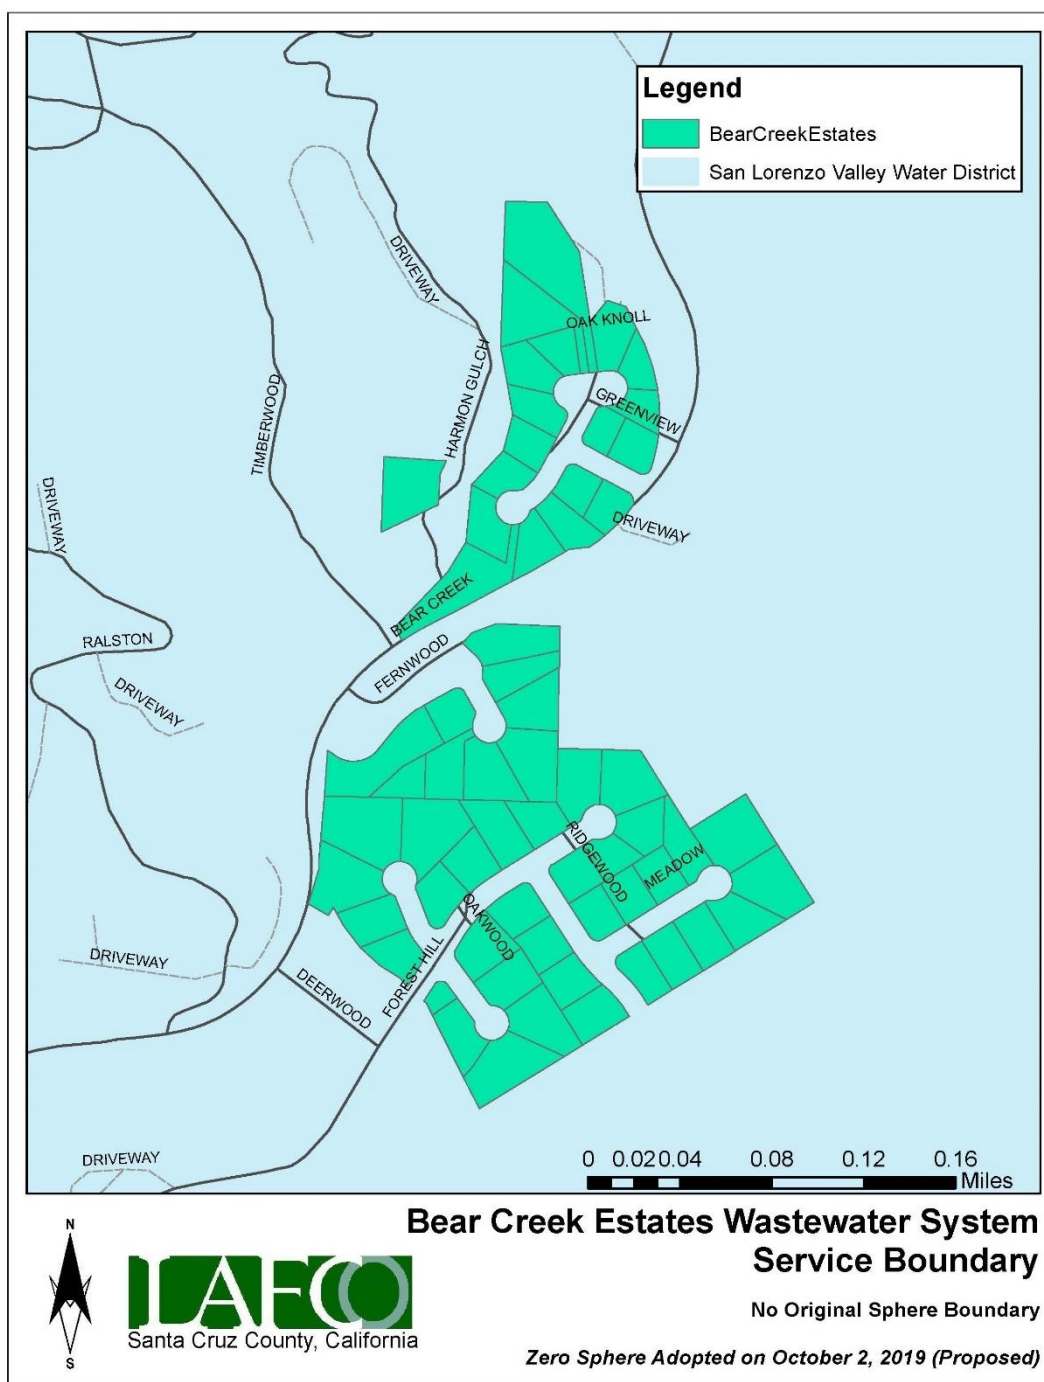 Legend
BearCreekEstates
San Lorenzo Valley Water District
DRIVEWAY
OAK KNOLL
HARMON GULCH
TIMBERWOOD
GREENVIEW
DRIVEWAY
DRIVEWAY
BEAR CREEK
RALSTON
FERNWOOD
DRIVEWAY
RIDGEWOOD
MEADOW
OAKWOOD
DRIVEWAY
FOREST HILL
DEERWOOD
DRIVEWAY
0 0.02 0.04 0.08 0.12 0.16
Miles
Bear Creek Estates Wastewater System
Service Boundary
No Original Sphere Boundary
Zero Sphere Adopted on October 2, 2019 (Proposed)
N
S
LAFCO
Santa Cruz County, California